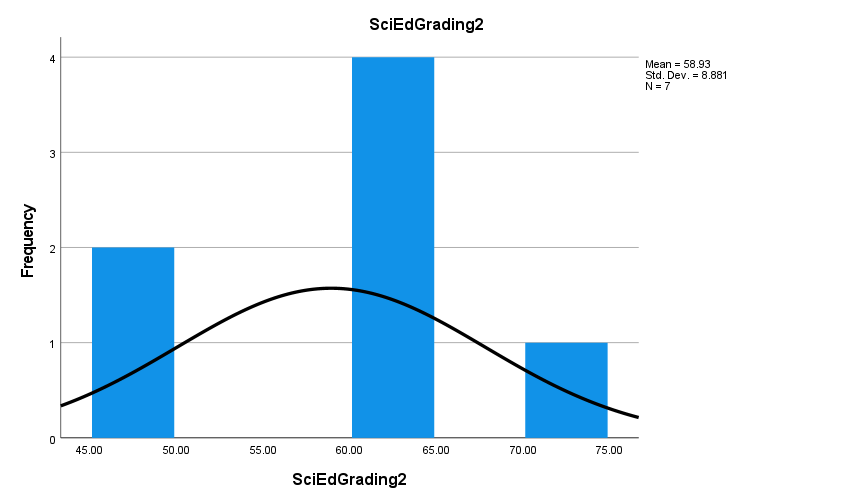 SciEdGrading2
Mean = 58.93
Std. Dev. = 8.881
N = 7
Frequency
4
3
2
1
0
45.00 50.00 55.00 60.00 65.00 70.00 75.00
SciEdGrading2